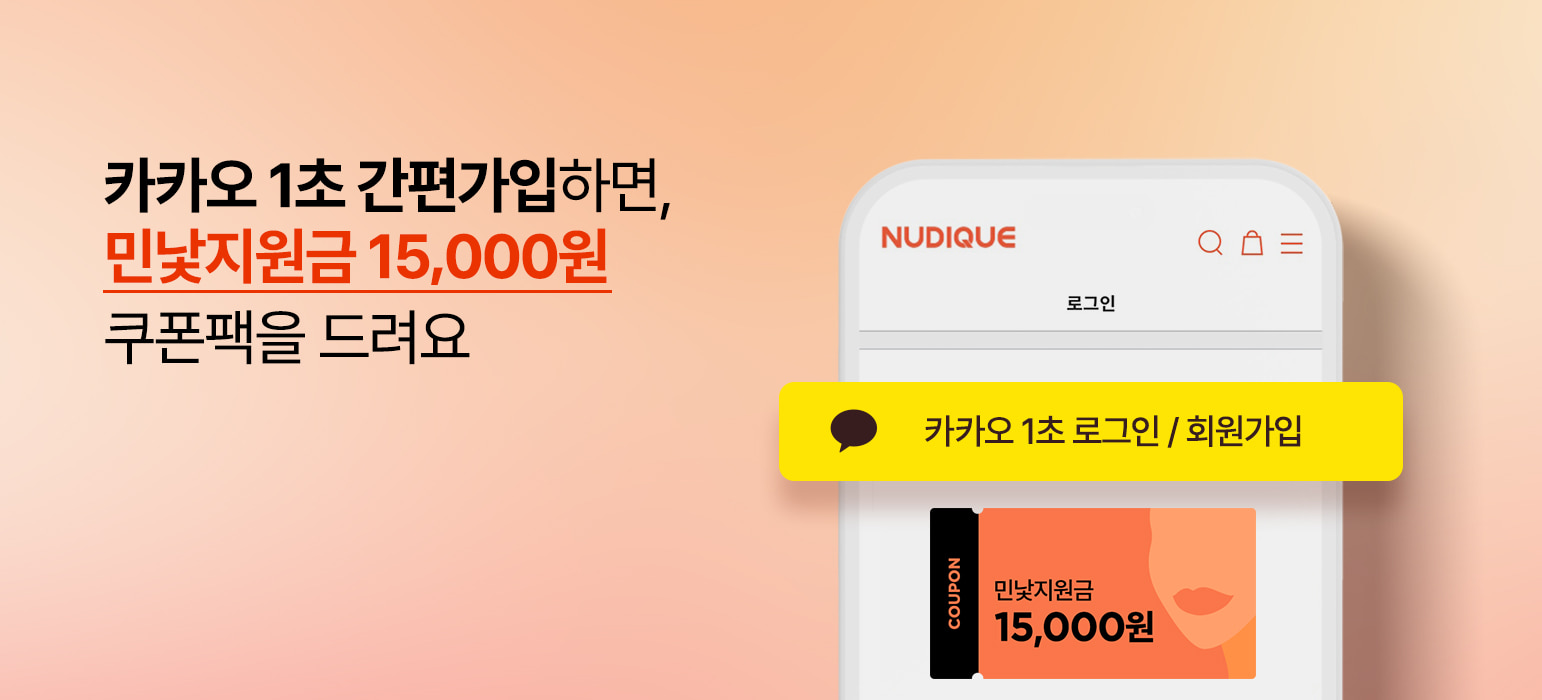 카카오 1초 간편가입하면,
민낯지원금 15,000원
쿠폰팩을 드려요
NUDIQUE
로그인
카카오 1초 로그인 / 회원가입
COUPON
민낯지원금
15,000원